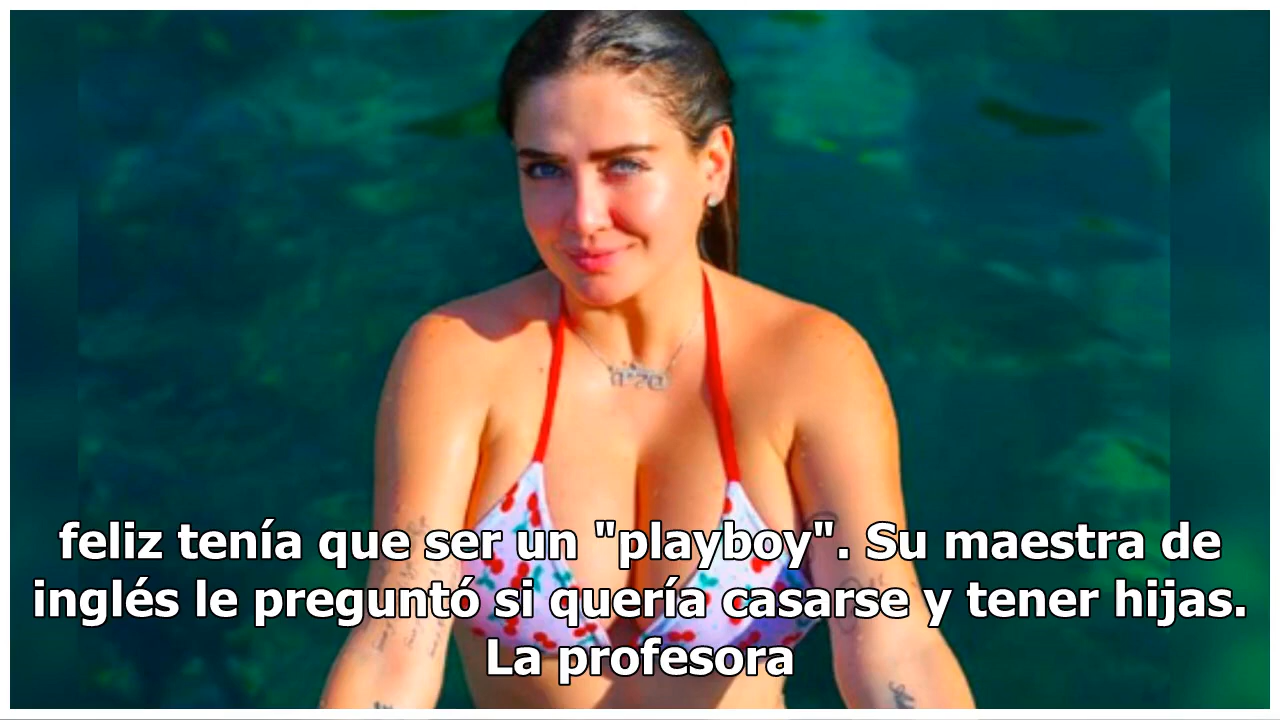 feliz tenía que ser un "playboy". Su maestra de
inglés le preguntó si quería casarse y tener hijas.
La profesora